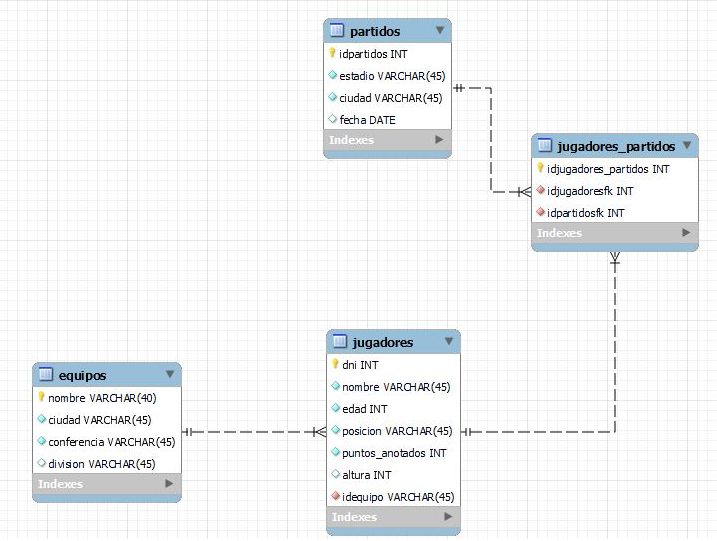 partidos
idpartidos INT
estadio VARCHAR(45)
ciudad VARCHAR(45)
fecha DATE
Indexes
jugadores_partidos
idjugadores_partidos INT
idjugadoresfk INT
idpartidosfk INT
Indexes
equipos
nombre VARCHAR(40)
ciudad VARCHAR(45)
conferencia VARCHAR(45)
division VARCHAR(45)
Indexes
jugadores
dni INT
nombre VARCHAR(45)
edad INT
posicion VARCHAR(45)
puntos_anotados INT
altura INT
idequipo VARCHAR(45)
Indexes